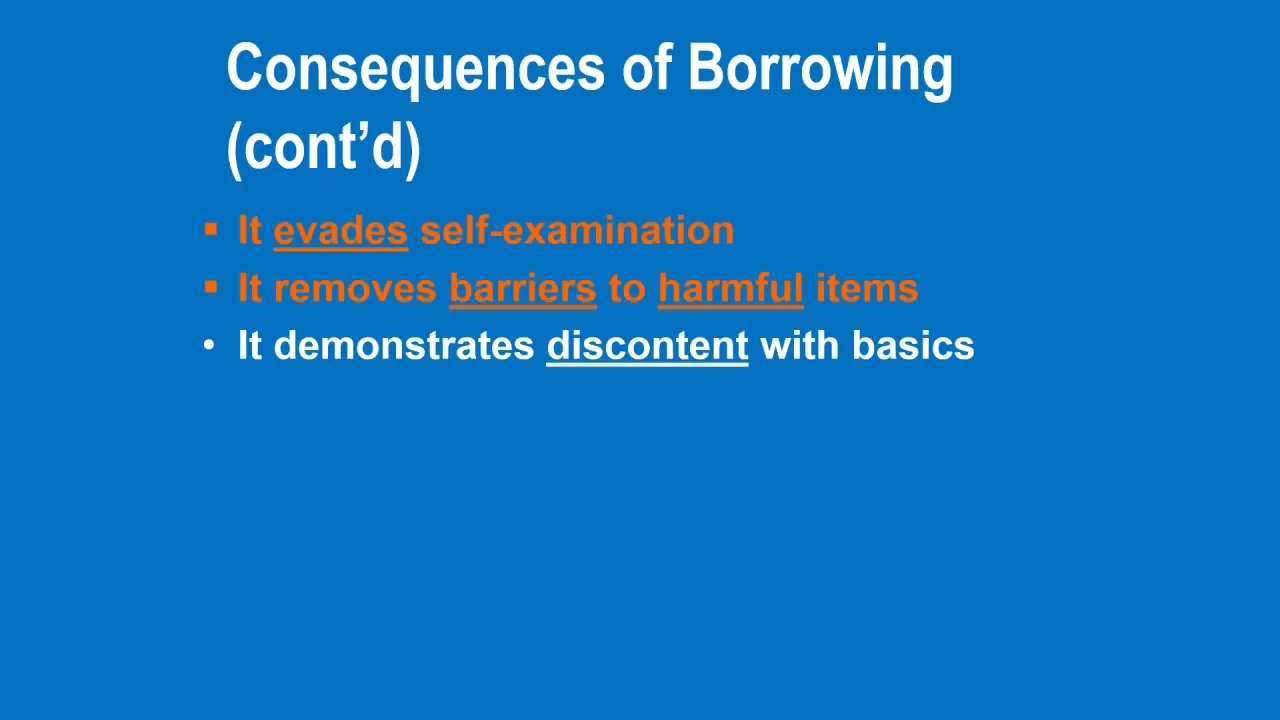 Consequences of Borrowing
(cont’d)
▪ It evades self-examination
▪ It removes barriers to harmful items
• It demonstrates discontent with basics